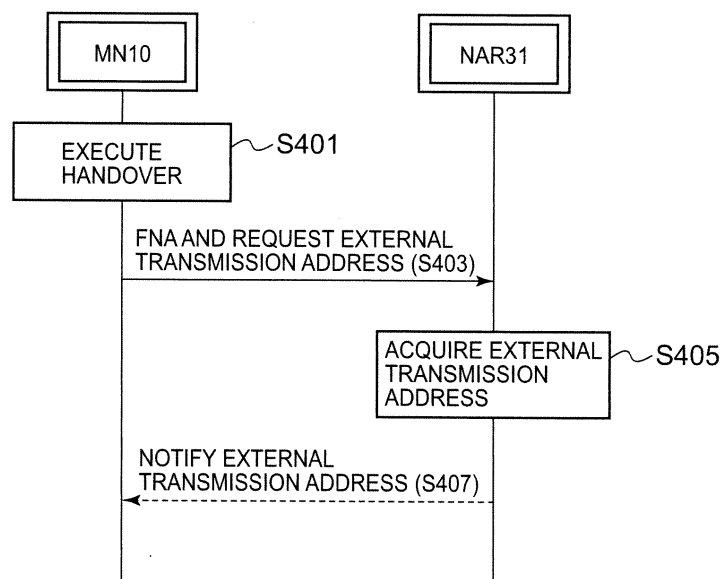 MN10
NAR31
EXECUTE
HANDOVER
S401
FNA AND REQUEST EXTERNAL
TRANSMISSION ADDRESS (S403)
ACQUIRE EXTERNAL
TRANSMISSION
ADDRESS
S405
NOTIFY EXTERNAL
TRANSMISSION ADDRESS (S407)